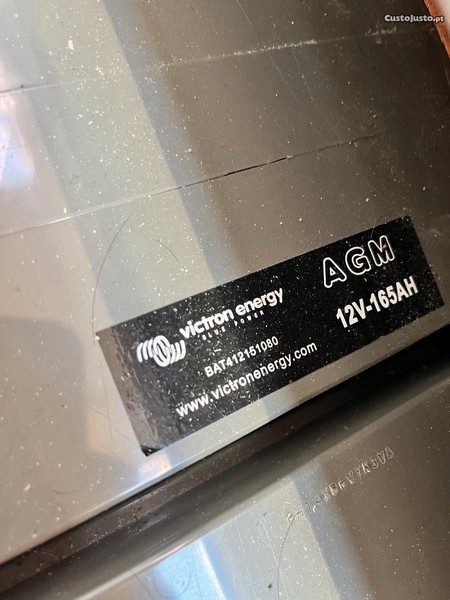 CustoJusto.pt
AGM
victron energy
BLUE POWER
12V-165AH
BAT412151080
www.victronenergy.com